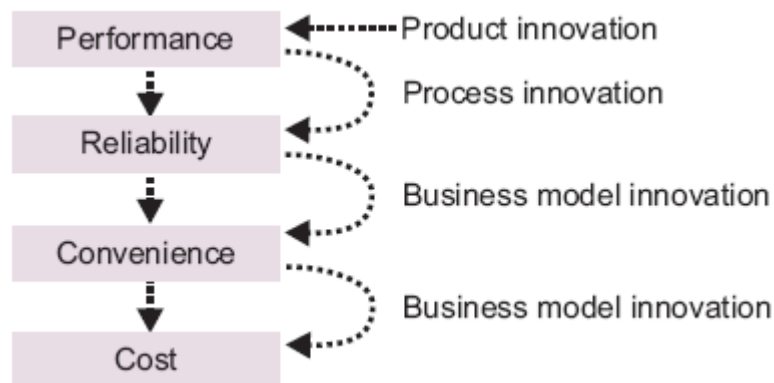 Performance
Product innovation
Process innovation
Reliability
Business model innovation
Convenience
Business model innovation
Cost